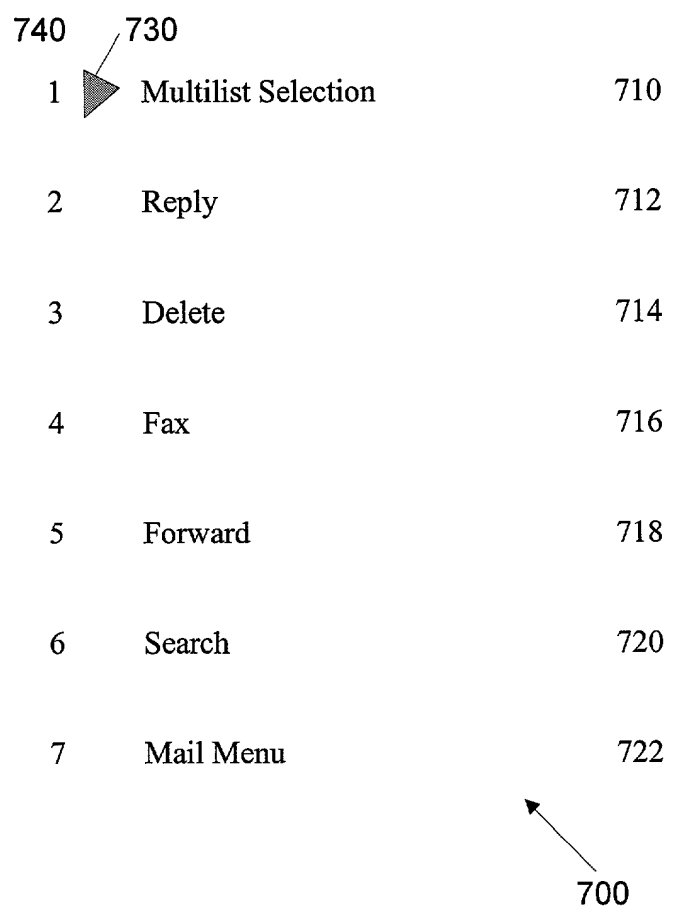 740 730
1 Multilist Selection 710
2 Reply 712
3 Delete 714
4 Fax 716
5 Forward 718
6 Search 720
7 Mail Menu 722
700